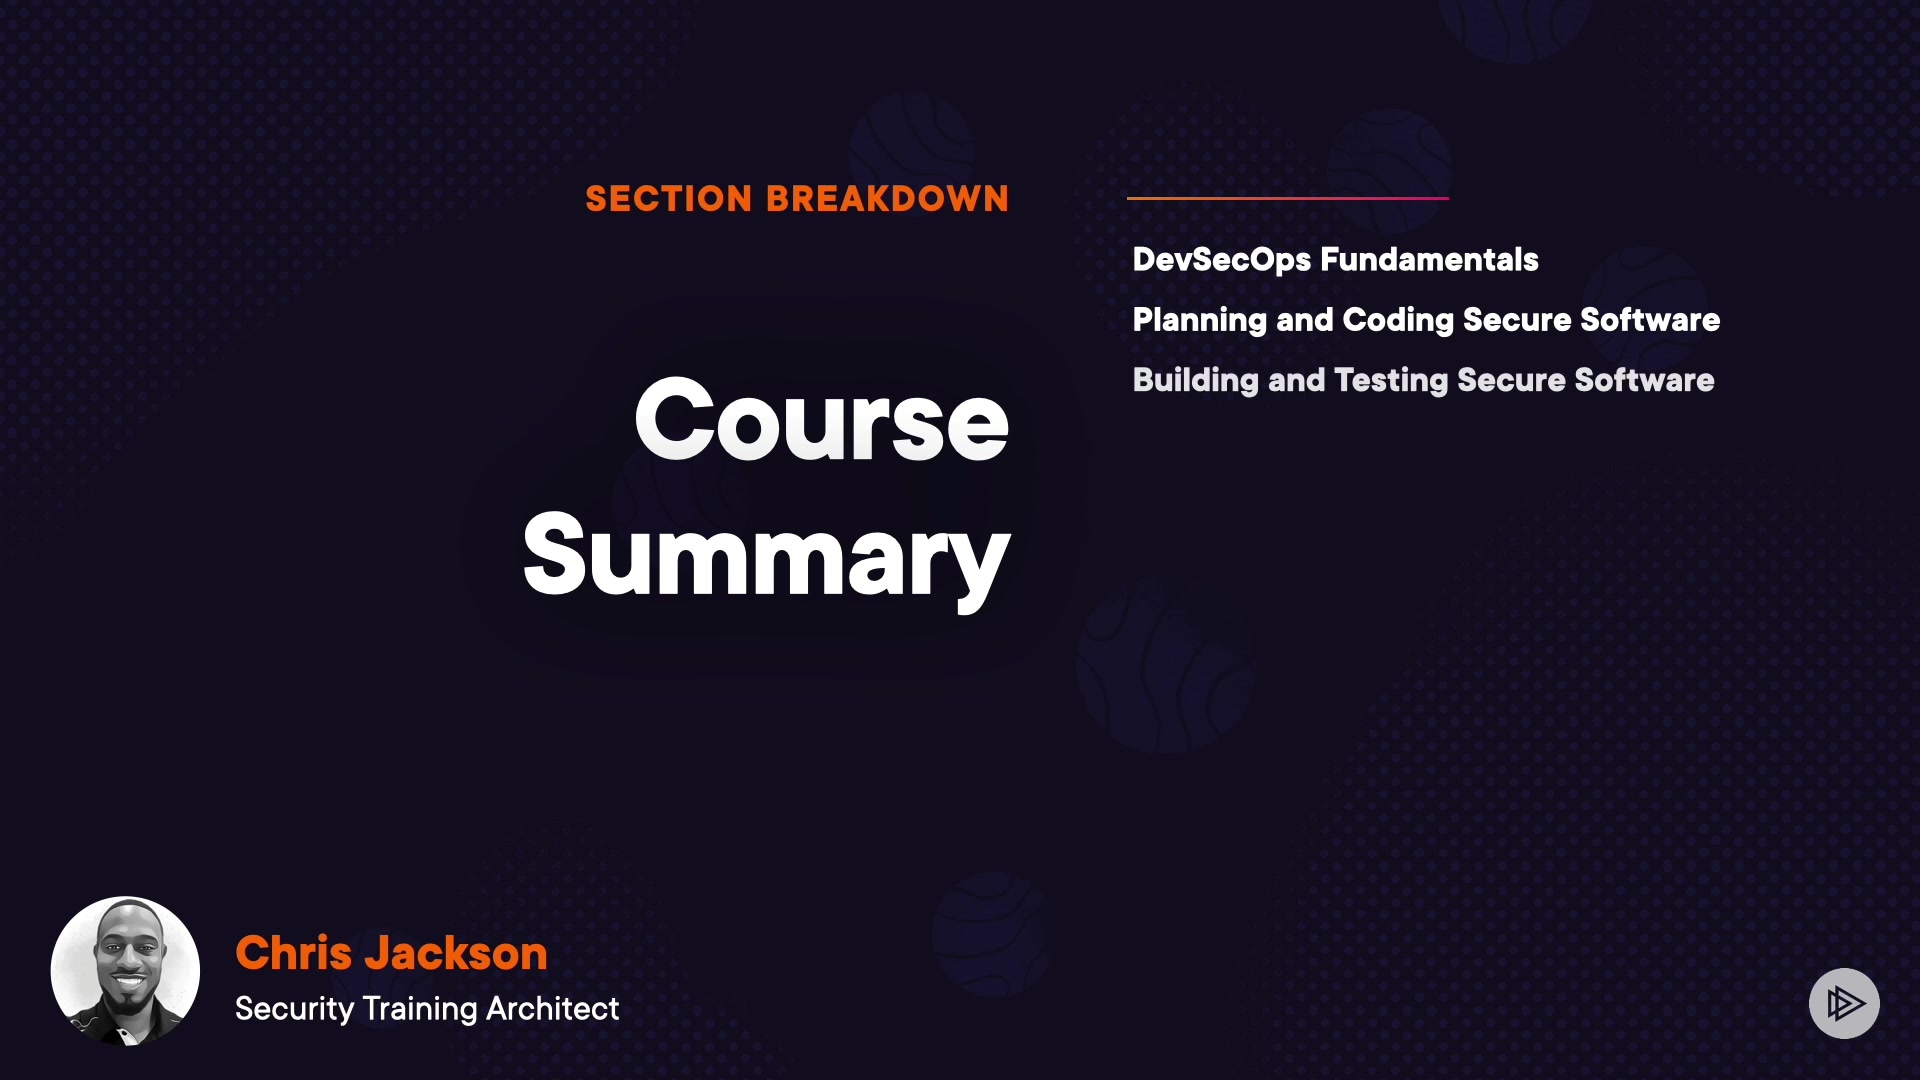 SECTION BREAKDOWN
Course
Summary
DevSecOps Fundamentals
Planning and Coding Secure Software
Building and Testing Secure Software
Chris Jackson
Security Training Architect